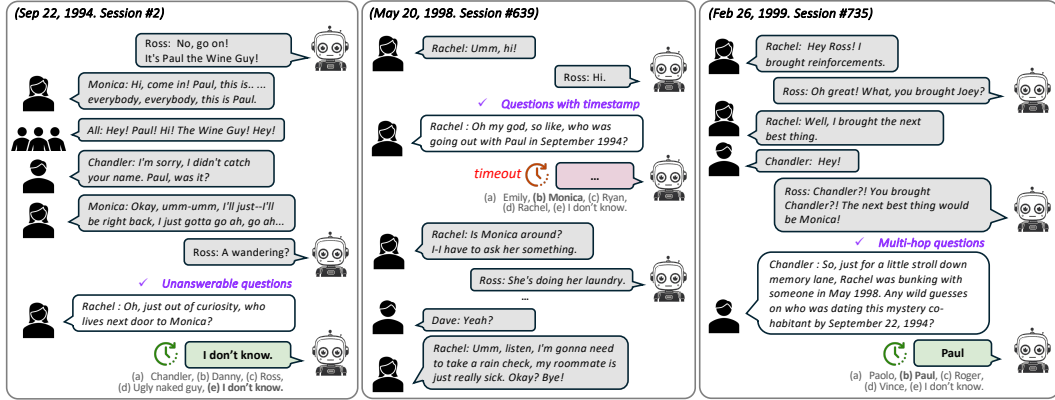 (Sep 22, 1994. Session #2)
Ross: No, go on!
It's Paul the Wine Guy!
Monica: Hi, come in! Paul, this is.. ...
everybody, everybody, this is Paul.
All: Hey! Paul! Hi! The Wine Guy! Hey!
Chandler: I'm sorry, I didn't catch
your name. Paul, was it?
Monica: Okay, umm-umm, I'll just--I'll
be right back, I just gotta go ah, go ah...
Ross: A wandering?
✓ Unanswerable questions
Rachel : Oh, just out of curiosity, who
lives next door to Monica?
I don't know.
(a) Chandler, (b) Danny, (c) Ross,
(d) Ugly naked guy, (e) I don't know.
(May 20, 1998. Session #639)
Rachel: Umm, hi!
Ross: Hi.
✓ Questions with timestamp
Rachel : Oh my god, so like, who was
going out with Paul in September 1994?
timeout
...
(a) Emily, (b) Monica, (c) Ryan,
(d) Rachel, (e) I don't know.
Rachel: Is Monica around?
I-I have to ask her something.
Ross: She's doing her laundry.
...
Dave: Yeah?
Rachel: Umm, listen, I'm gonna need
to take a rain check, my roommate is
just really sick. Okay? Bye!
(Feb 26, 1999. Session #735)
Rachel: Hey Ross! I
brought reinforcements.
Ross: Oh great! What, you brought Joey?
Rachel: Well, I brought the next
best thing.
Chandler: Hey!
Ross: Chandler?! You brought
Chandler?! The next best thing would
be Monica!
✓ Multi-hop questions
Chandler : So, just for a little stroll down
memory lane, Rachel was bunking with
someone in May 1998. Any wild guesses
on who was dating this mystery co-
habitant by September 22, 1994?
Paul
(a) Paolo, (b) Paul, (c) Roger,
(d) Vince, (e) I don't know.